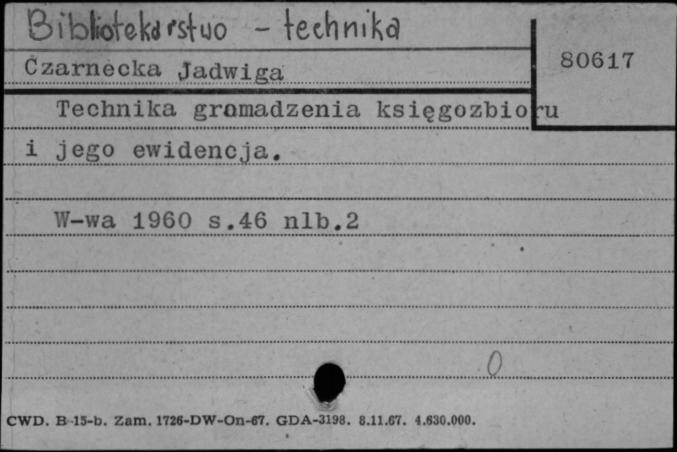 Bibliotekarstwo - technika
Czarnecka Jadwiga
80617
Technika gromadzenia księgozbioru
i jego ewidencja.
W-wa 1960 s.46 nlb.2
0
CWD. B-15-b. Zam. 1726-DW-On-67. GDA-3198. 8.11.67. 4.630.000.